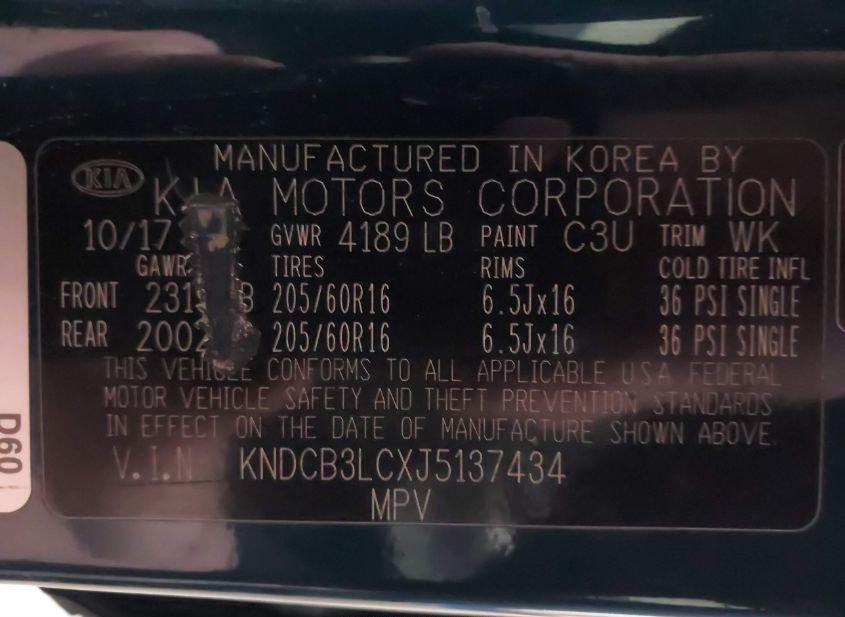 MANUFACTURED IN KOREA BY
KIA
KIA MOTORS CORPORATION
10/17 GVWR 4189 LB PAINT C3U TRIM WK
GAWR TIRES RIMS COLD TIRE INFL
FRONT 205/60R16 6.5Jx16 36 PSI SINGLE
REAR 2002 205/60R16 6.5Jx16 36 PSI SINGLE
THIS VEHICLE CONFORMS TO ALL APPLICABLE U.S.A. FEDERAL
MOTOR VEHICLE SAFETY AND THEFT PREVENTION STANDARDS
IN EFFECT ON THE DATE OF MANUFACTURE SHOWN ABOVE.
V.I.N KNDCB3LCXJ5137434
MPV
D60